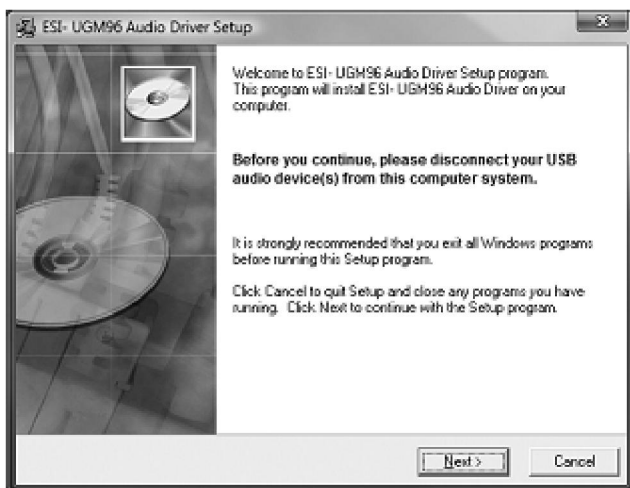 ESI- UGM96 Audio Driver Setup
Welcome to ESI- UGM96 Audio Driver Setup program.
This program will install ESI- UGM96 Audio Driver on your
computer.
Before you continue, please disconnect your USB
audio device(s) from this computer system.
It is strongly recommended that you exit all Windows programs
before running this Setup program.
Click Cancel to quit Setup and close any programs you have
running. Click Next to continue with the Setup program.
Next >
Cancel